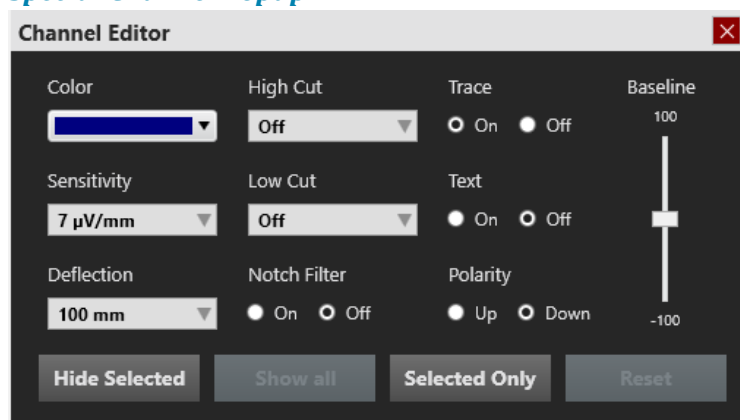 Channel Editor
Color High Cut Trace Baseline
Off On Off 100
Sensitivity Low Cut Text
7 µV/mm Off On Off
Deflection Notch Filter Polarity
100 mm On Off Up Down -100
Hide Selected Show all Selected Only Reset